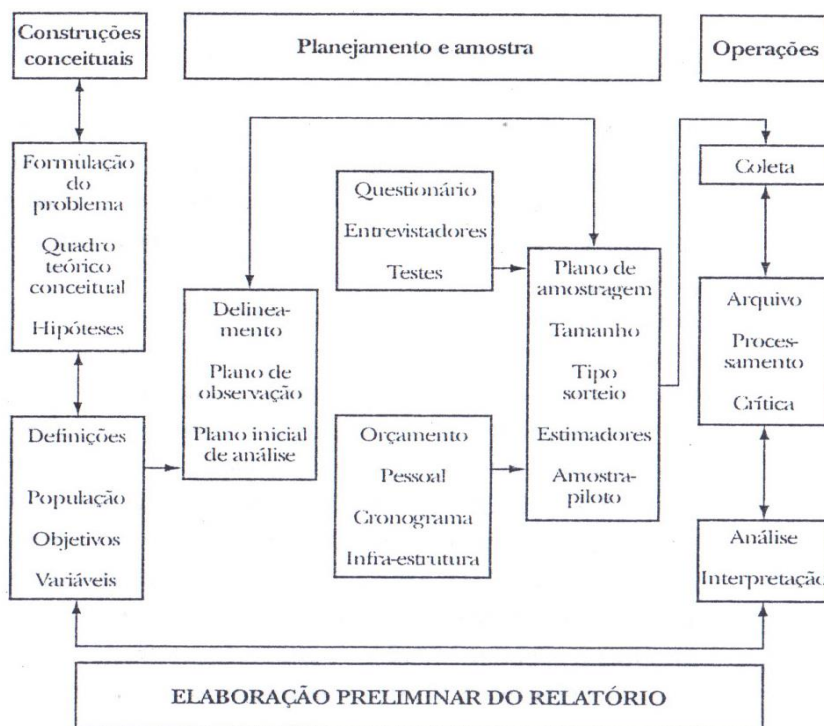 Construções
conceituais
Planejamento e amostra
Operações
Formulação
do
problema
Quadro
teórico
conceitual
Hipóteses
Definições
População
Objetivos
Variáveis
Delinea-
mento
Plano de
observação
Plano inicial
de análise
Questionário
Entrevistadores
Testes
Orçamento
Pessoal
Cronograma
Infra-estrutura
Plano de
amostragem
Tamanho
Tipo
sorteio
Estimadores
Amostra-
piloto
Coleta
Arquivo
Proces-
samento
Crítica
Análise
Interpretação
ELABORAÇÃO PRELIMINAR DO RELATÓRIO